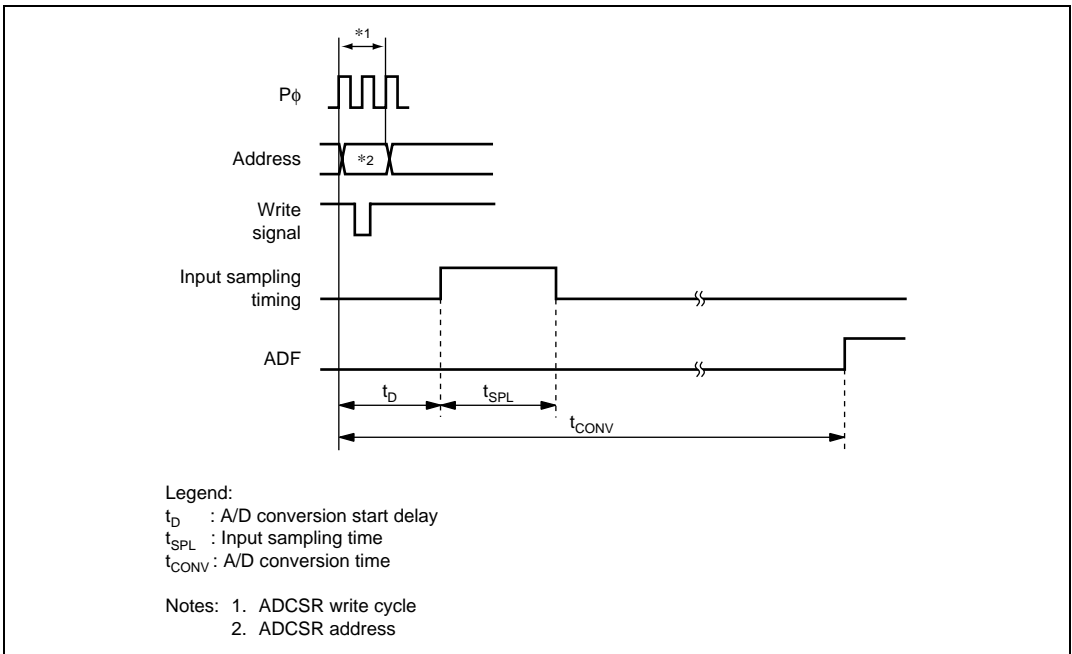 *1
Pφ
Address
*2
Write
signal
Input sampling
timing
ADF
tD
tSPL
tCONV
Legend:
tD : A/D conversion start delay
tSPL : Input sampling time
tCONV : A/D conversion time
Notes: 1. ADCSR write cycle
2. ADCSR address